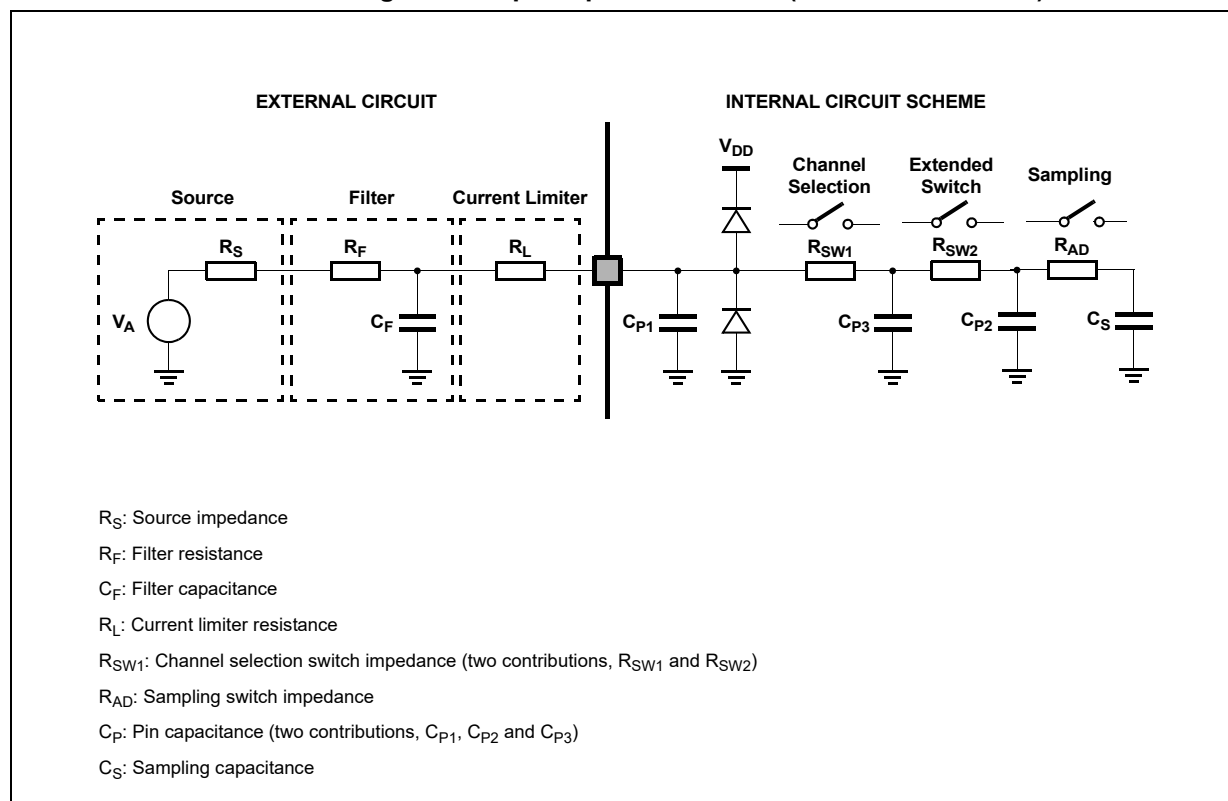 EXTERNAL CIRCUIT
INTERNAL CIRCUIT SCHEME
VDD
Channel
Selection
Extended
Switch
Sampling
Source
Filter
Current Limiter
RS
RF
RL
RSW1
RSW2
RAD
VA
CF
CP1
CP3
CP2
CS
RS: Source impedance
RF: Filter resistance
CF: Filter capacitance
RL: Current limiter resistance
RSW1: Channel selection switch impedance (two contributions, RSW1 and RSW2)
RAD: Sampling switch impedance
CP: Pin capacitance (two contributions, CP1, CP2 and CP3)
CS: Sampling capacitance